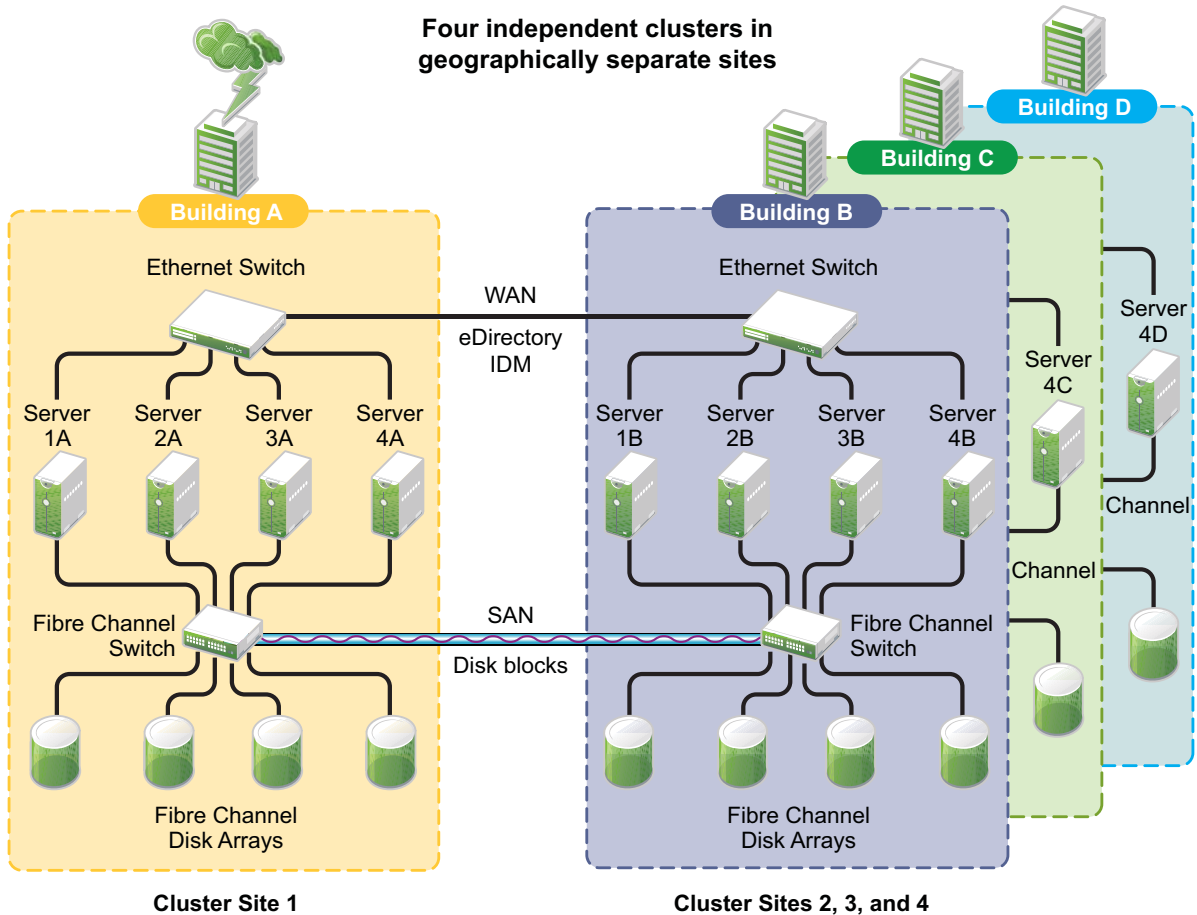 Four independent clusters in
geographically separate sites
Building D
Building C
Building A
Building B
Ethernet Switch
Ethernet Switch
WAN
eDirectory
IDM
Server
1A
Server
2A
Server
3A
Server
4A
Server
1B
Server
2B
Server
3B
Server
4B
Server
4C
Server
4D
Channel
Channel
Fibre Channel
Switch
SAN
Disk blocks
Fibre Channel
Switch
Fibre Channel
Disk Arrays
Fibre Channel
Disk Arrays
Cluster Site 1
Cluster Sites 2, 3, and 4